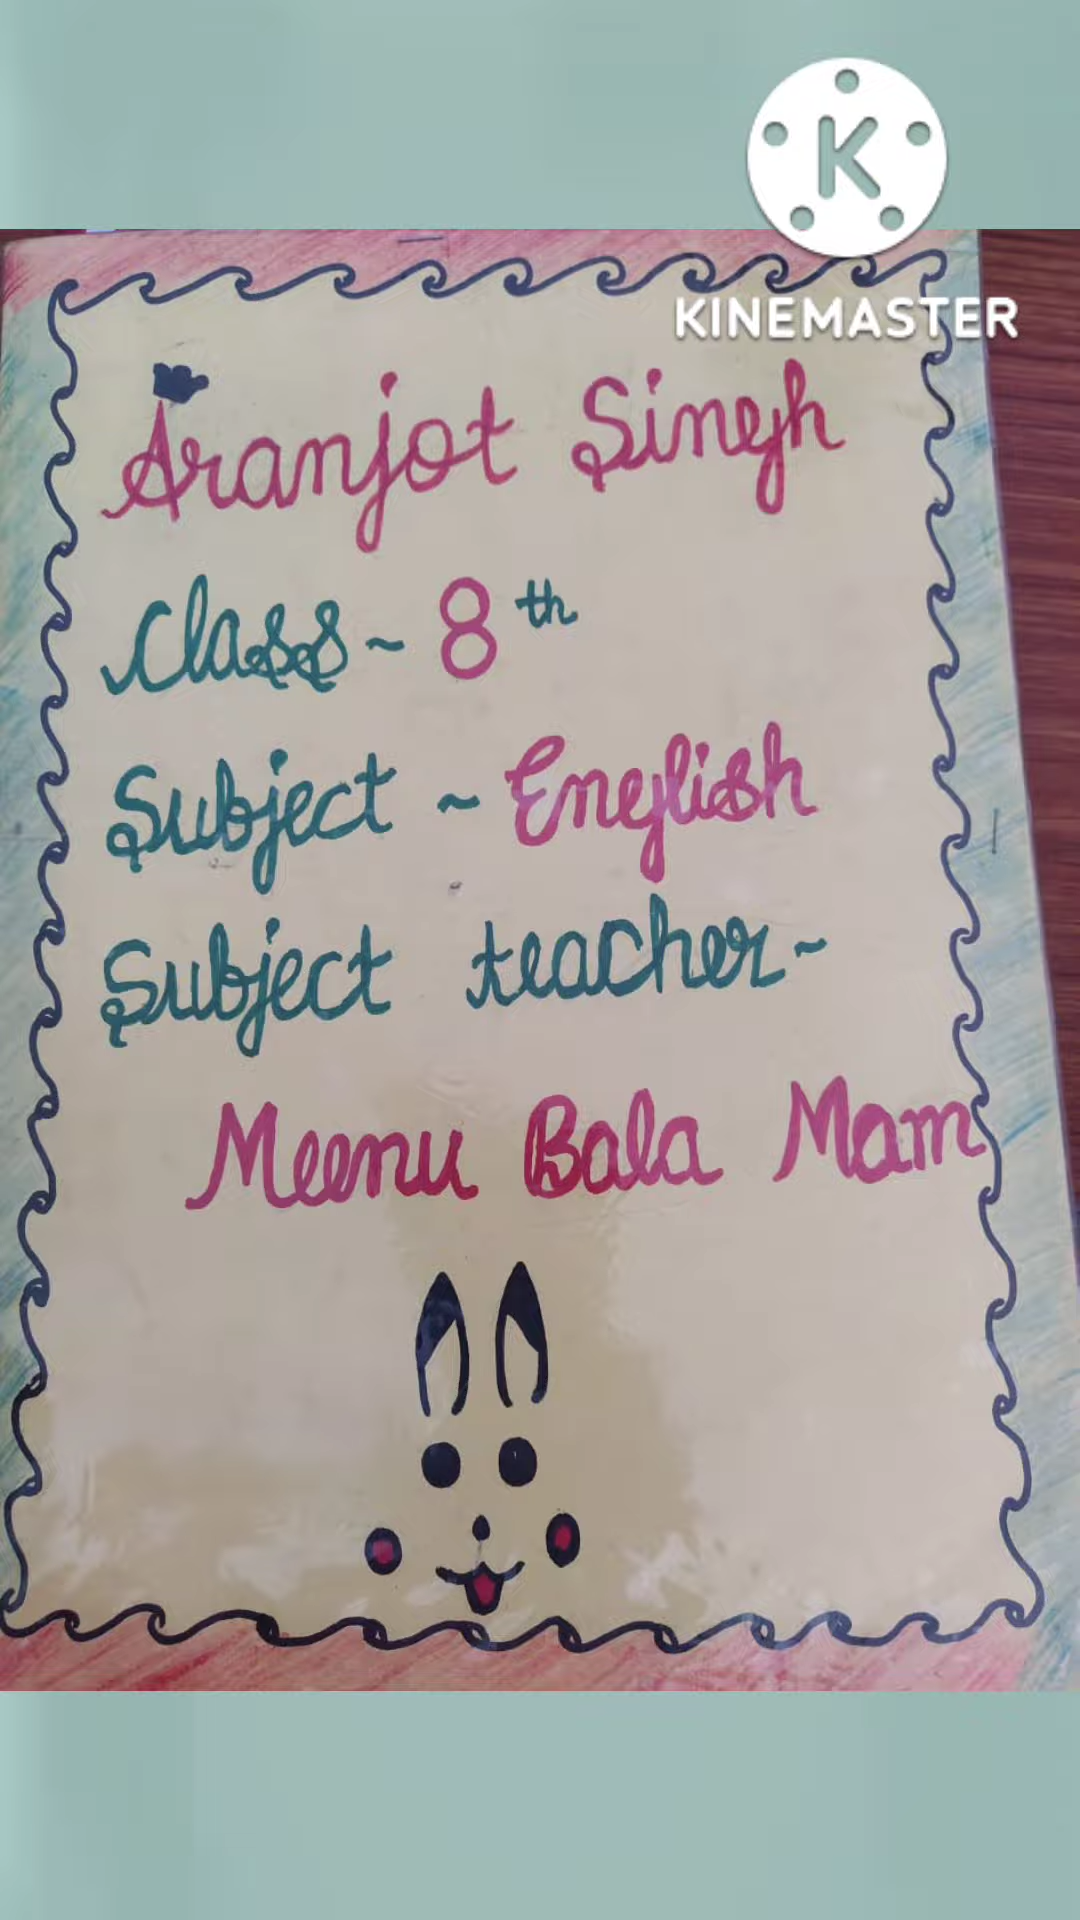 K
KINEMASTER
Aranjot Singh
Class ~ 8th
Subject ~ English
Subject teacher ~
Meenu Bala Mam